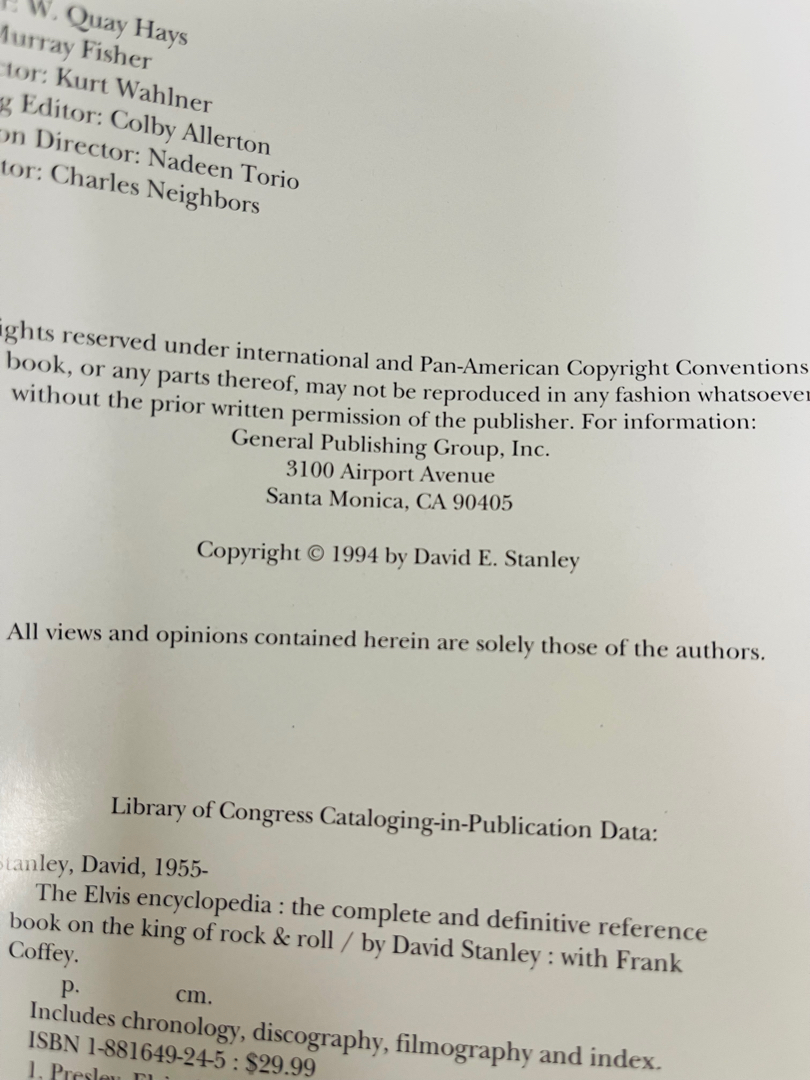 W. Quay Hays
Murray Fisher
ctor: Kurt Wahlner
g Editor: Colby Allerton
on Director: Nadeen Torio
tor: Charles Neighbors
ights reserved under international and Pan-American Copyright Conventions
book, or any parts thereof, may not be reproduced in any fashion whatsoever
without the prior written permission of the publisher. For information:
General Publishing Group, Inc.
3100 Airport Avenue
Santa Monica, CA 90405
Copyright © 1994 by David E. Stanley
All views and opinions contained herein are solely those of the authors.
Library of Congress Cataloging-in-Publication Data:
Stanley, David, 1955-
The Elvis encyclopedia : the complete and definitive reference
book on the king of rock & roll / by David Stanley : with Frank
Coffey.
p. cm.
Includes chronology, discography, filmography and index.
ISBN 1-881649-24-5 : $29.99
1. Presley,